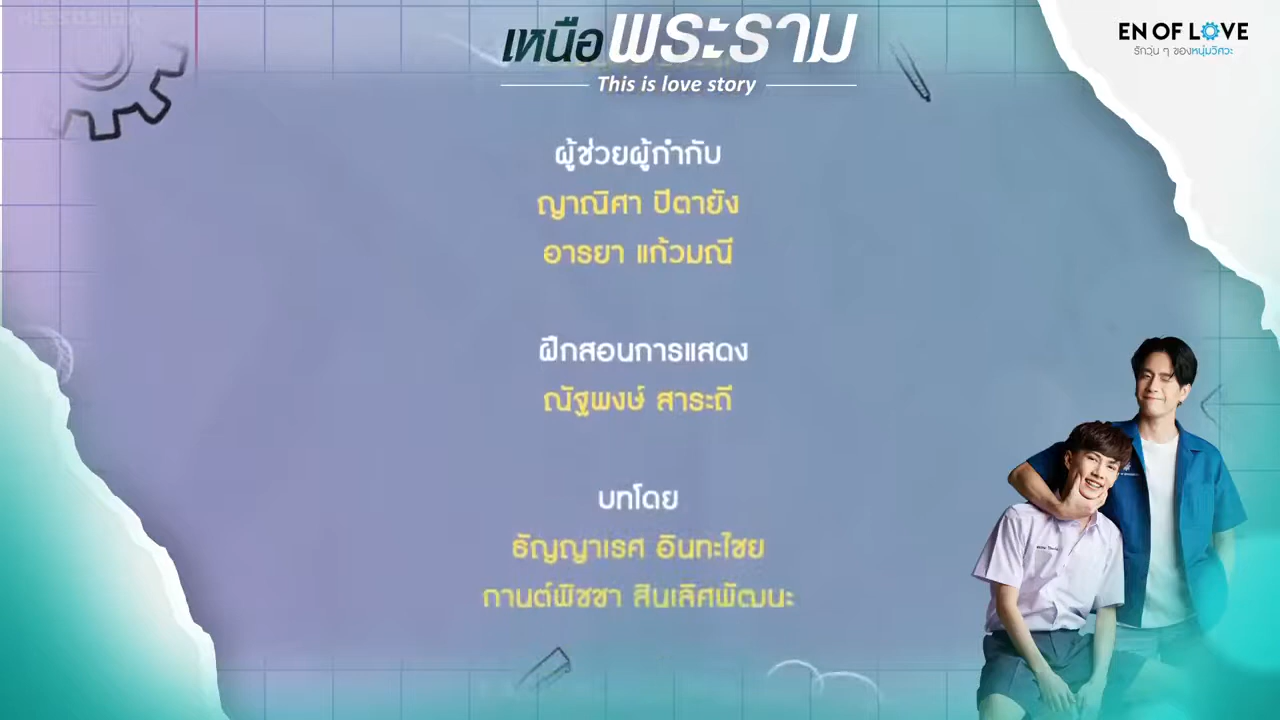 เหนือพระราม
This is love story
EN OF LOVE
รักวุ่น ๆ ของหนุ่มวิศวะ
ผู้ช่วยผู้กำกับ
ญาณิศา ปิตายัง
อารยา แก้วมณี
ฝึกสอนการแสดง
ณัฐพงษ์ สาระถี
บทโดย
ธัญญาเรศ อินทะไชย
กานต์พิชชา สินเลิศพัฒนะ